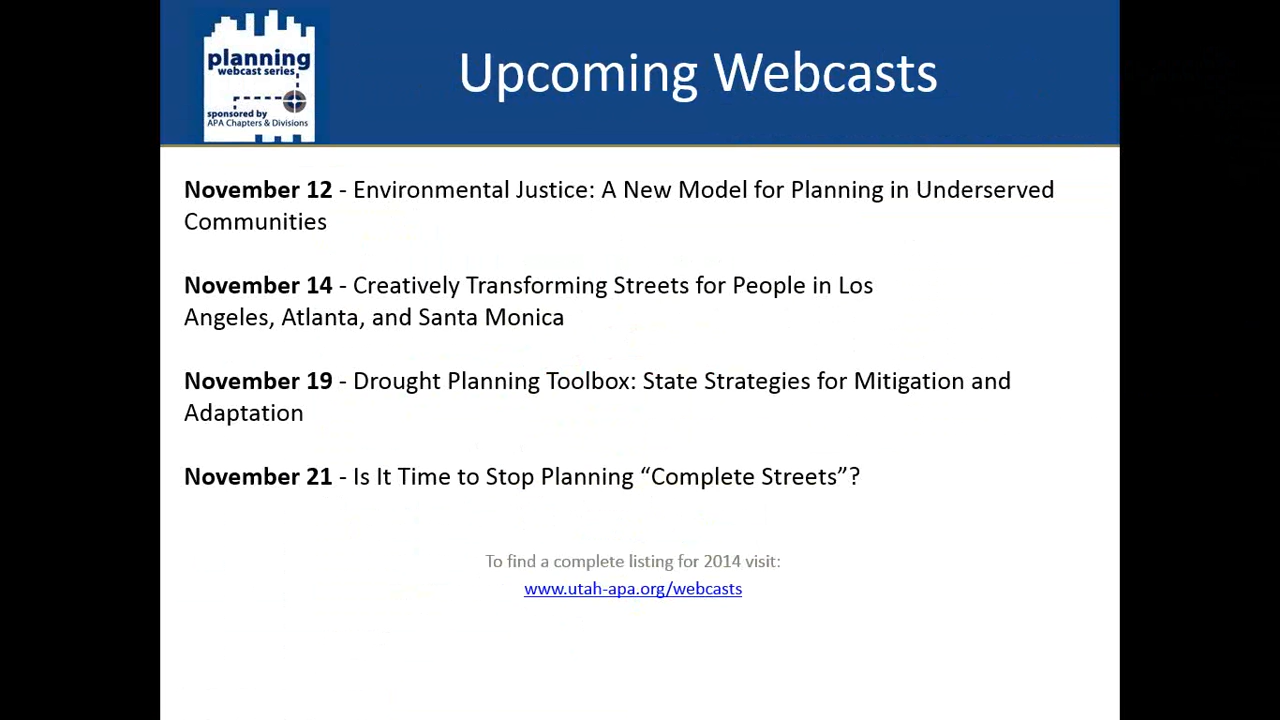 planning
webcast series
sponsored by
APA Chapters & Divisions
Upcoming Webcasts
November 12 - Environmental Justice: A New Model for Planning in Underserved
Communities
November 14 - Creatively Transforming Streets for People in Los
Angeles, Atlanta, and Santa Monica
November 19 - Drought Planning Toolbox: State Strategies for Mitigation and
Adaptation
November 21 - Is It Time to Stop Planning “Complete Streets”?
To find a complete listing for 2014 visit:
www.utah-apa.org/webcasts